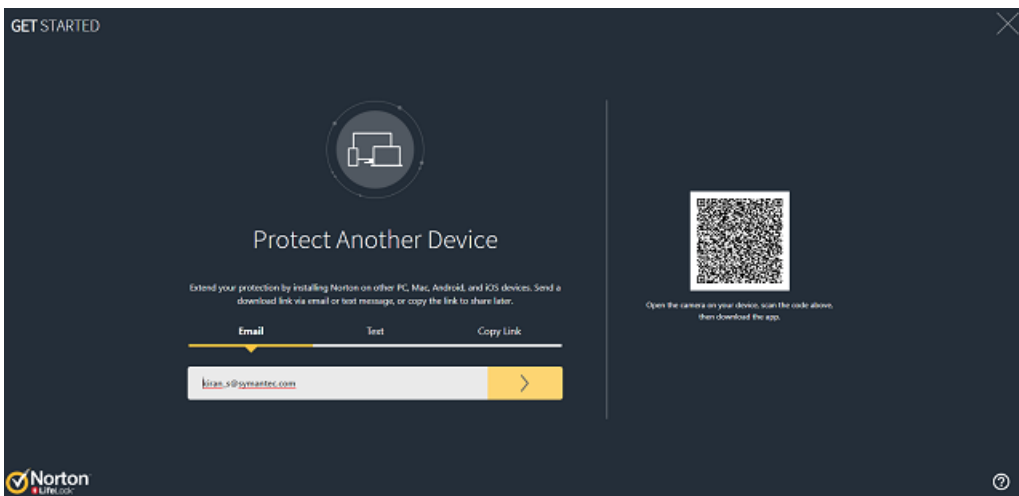 GET STARTED
Protect Another Device
Extend your protection by installing Norton on other PC, Mac, Android, and iOS devices. Send a
download link via email or text message, or copy the link to share later.
Email Text Copy Link
kiran_s@symantec.com
Open the camera on your device, scan the code above,
then download the app.
Norton
LifeLock
?